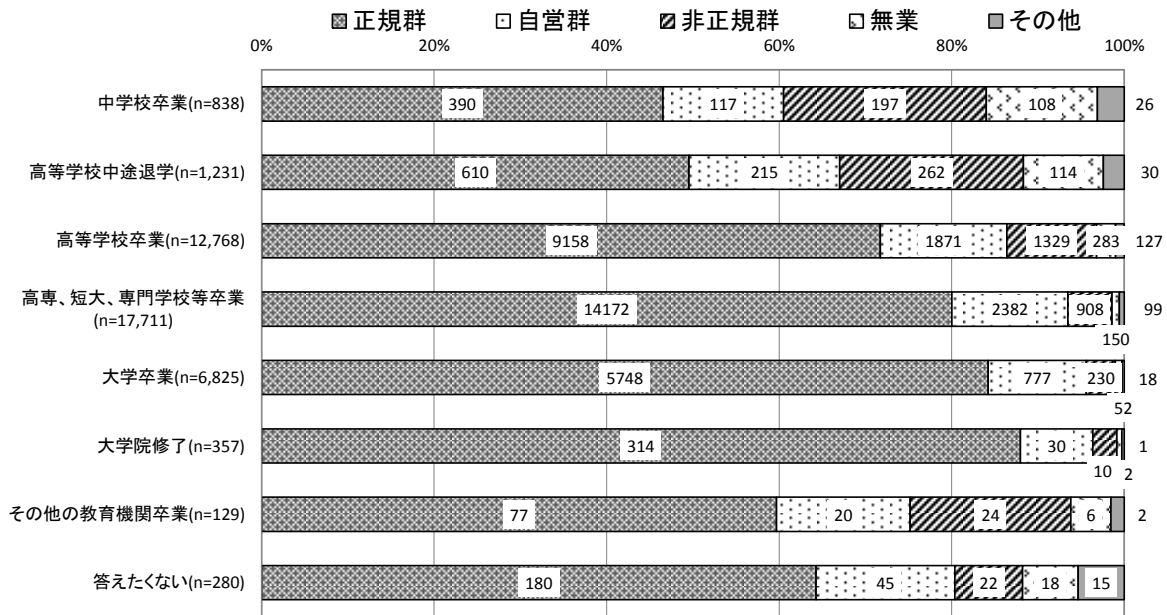 正規群 自営群 非正規群 無業 その他
0% 20% 40% 60% 80% 100%
中学校卒業(n=838) 390 117 197 108 26
高等学校中途退学(n=1,231) 610 215 262 114 30
高等学校卒業(n=12,768) 9158 1871 1329 283 127
高専、短大、専門学校等卒業
(n=17,711) 14172 2382 908 99
150
大学卒業(n=6,825) 5748 777 230 18
52
大学院修了(n=357) 314 30 1
10 2
その他の教育機関卒業(n=129) 77 20 24 6 2
答えたくない(n=280) 180 45 22 18 15